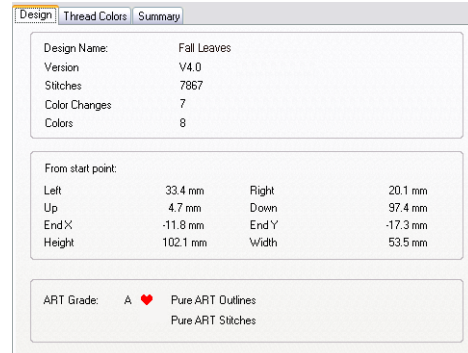 Design Thread Colors Summary
Design Name: Fall Leaves
Version V4.0
Stitches 7867
Color Changes 7
Colors 8
From start point:
Left 33.4 mm Right 20.1 mm
Up 4.7 mm Down 97.4 mm
End X -11.8 mm End Y -17.3 mm
Height 102.1 mm Width 53.5 mm
ART Grade: A Pure ART Outlines
Pure ART Stitches